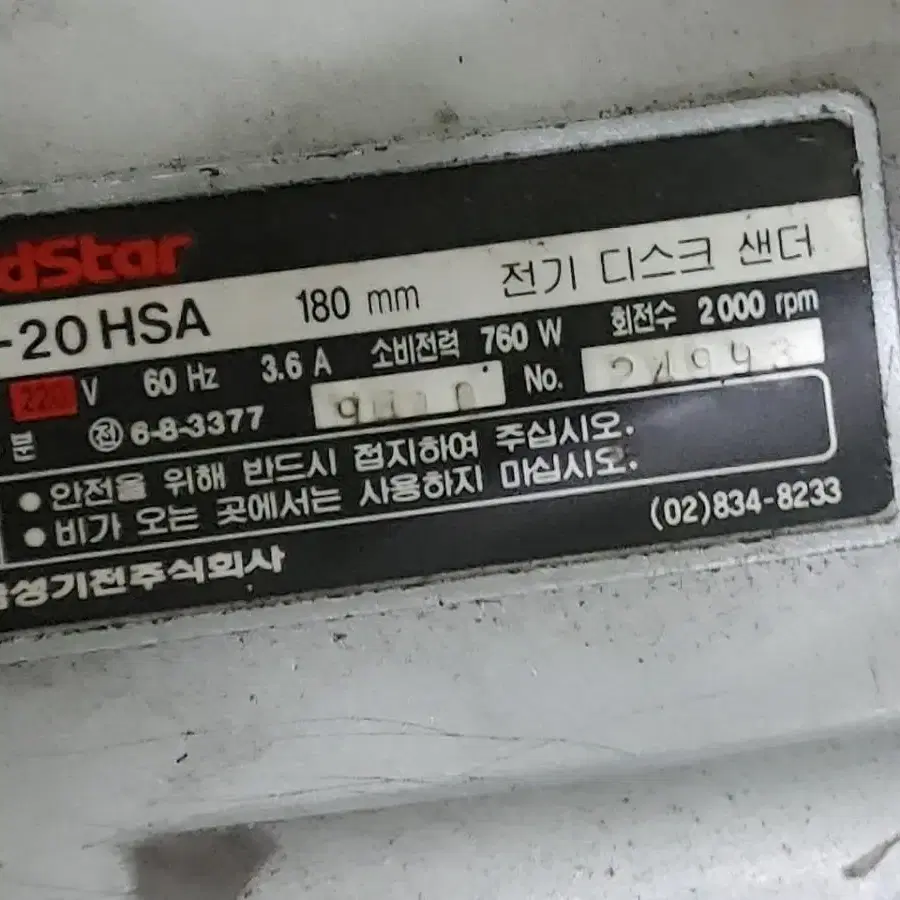 dStar
-20 HSA 180 mm 전기 디스크 샌더
220 V 60 Hz 3.6 A 소비전력 760 W 회전수 2000 rpm
분 전 6-8-3377 No.
● 안전을 위해 반드시 접지하여 주십시오.
● 비가 오는 곳에서는 사용하지 마십시오.
성기전주식회사 (02)834-8233